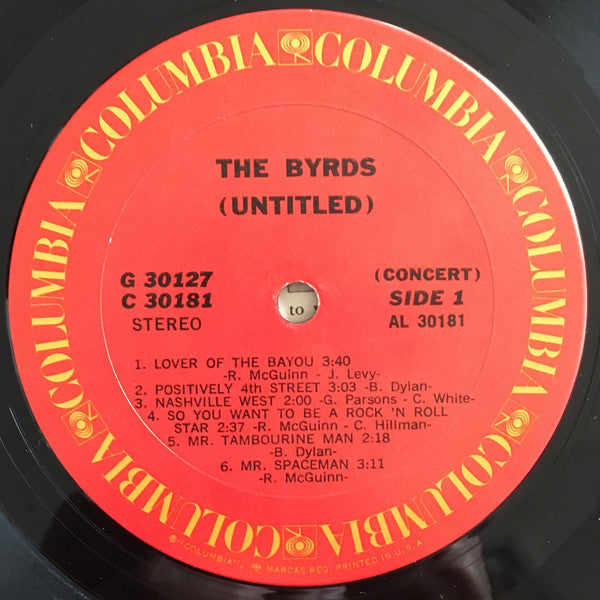 COLUMBIA COLUMBIA COLUMBIA COLUMBIA COLUMBIA COLUMBIA
THE BYRDS
(UNTITLED)
G 30127
C 30181
STEREO
(CONCERT)
SIDE 1
AL 30181
to
1. LOVER OF THE BAYOU 3:40
-R. McGuinn - J. Levy-
2. POSITIVELY 4th STREET 3:03 -B. Dylan-
3. NASHVILLE WEST 2:00 -G. Parsons - C. White-
4. SO YOU WANT TO BE A ROCK 'N ROLL
STAR 2:37 -R. McGuinn - C. Hillman-
5. MR. TAMBOURINE MAN 2:18
-B. Dylan-
6. MR. SPACEMAN 3:11
-R. McGuinn-
"COLUMBIA", MARCAS REG. PRINTED IN U.S.A.